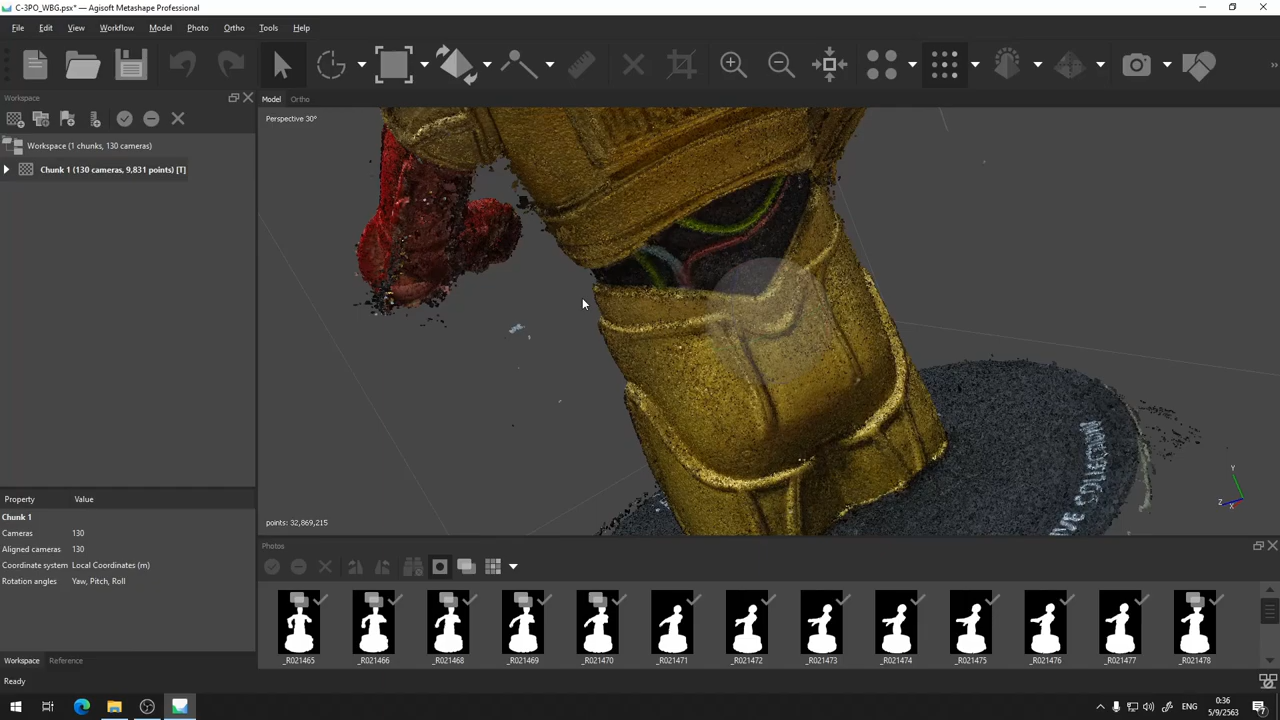 C-3PO_WBG.psx* — Agisoft Metashape Professional
File Edit View Workflow Model Photo Ortho Tools Help
Workspace
Model Ortho
Perspective 30°
Workspace (1 chunks, 130 cameras)
Chunk 1 (130 cameras, 9,831 points) [T]
VE COLLECTION
Y
Z X
Property Value
Chunk 1
Cameras 130
Aligned cameras 130
Coordinate system Local Coordinates (m)
Rotation angles Yaw, Pitch, Roll
points: 32,869,215
Photos
_R021465 _R021466 _R021468 _R021469 _R021470 _R021471 _R021472 _R021473 _R021474 _R021475 _R021476 _R021477 _R021478
Workspace Reference
Ready
ENG
0:36
5/9/2563
7